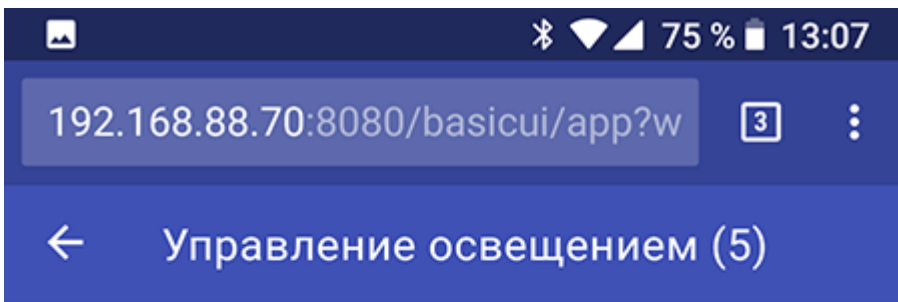 75 % 13:07
192.168.88.70:8080/basicui/app?w 3
Управление освещением (5)